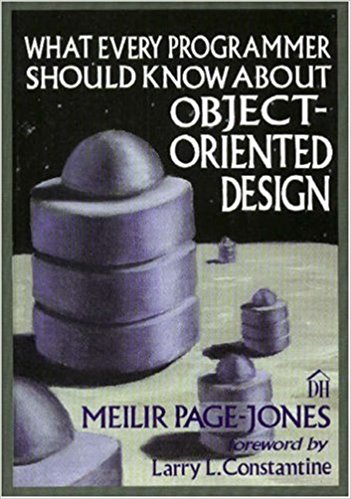 WHAT EVERY PROGRAMMER
SHOULD KNOW ABOUT
OBJECT-
ORIENTED
DESIGN
DH
MEILIR PAGE-JONES
foreword by
Larry L. Constantine